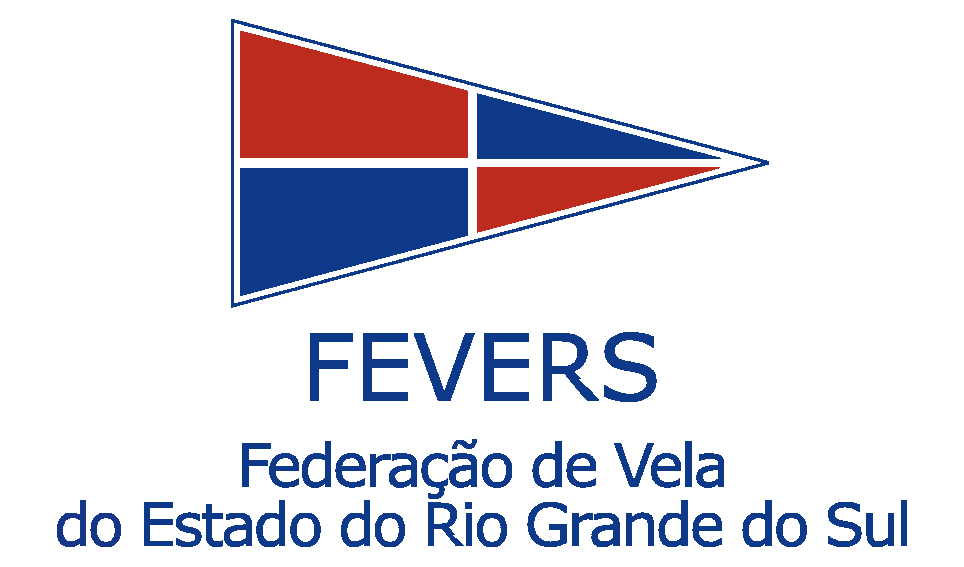 FEVERS
Federação de Vela
do Estado do Rio Grande do Sul